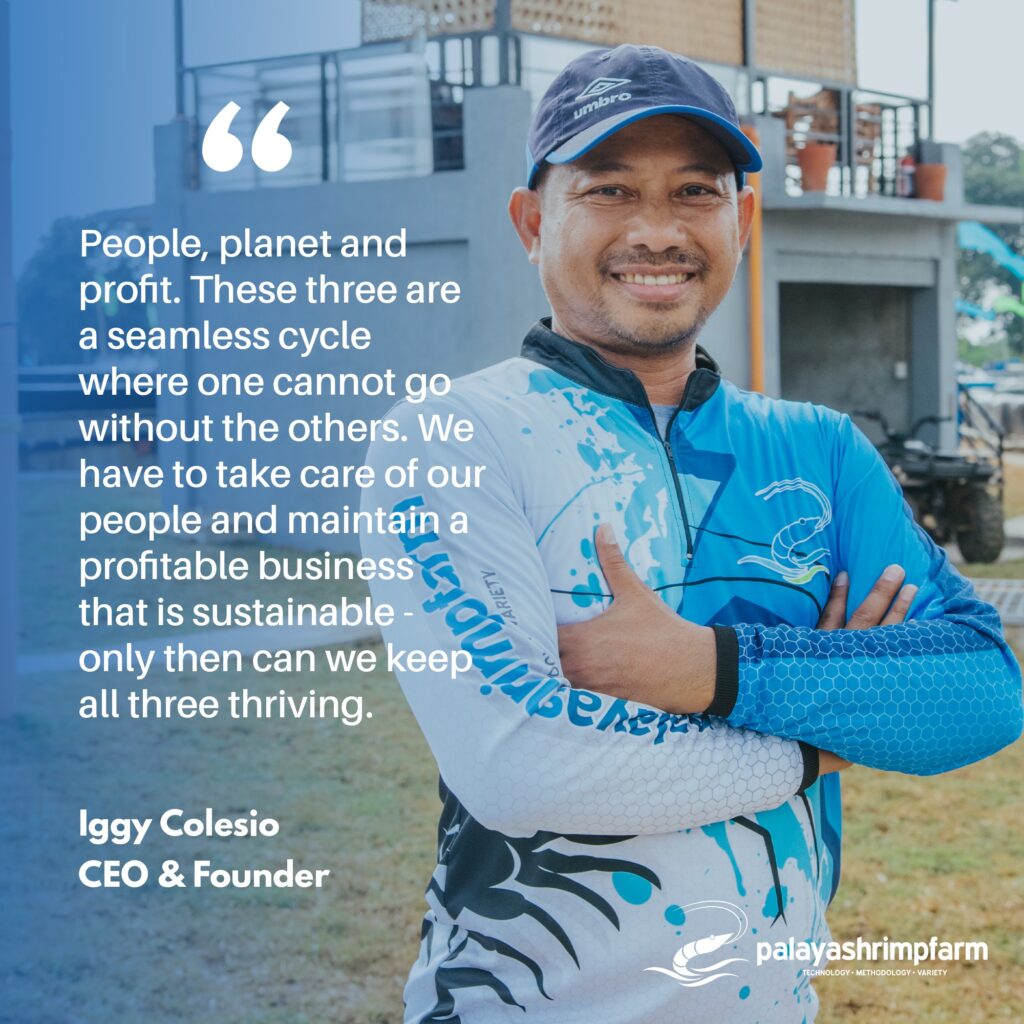 umbro
“
People, planet and
profit. These three are
a seamless cycle
where one cannot go
without the others. We
have to take care of our
people and maintain a
profitable business
that is sustainable -
only then can we keep
all three thriving.
Iggy Colesio
CEO & Founder
palayashrimpfarm
TECHNOLOGY • METHODOLOGY • VARIETY